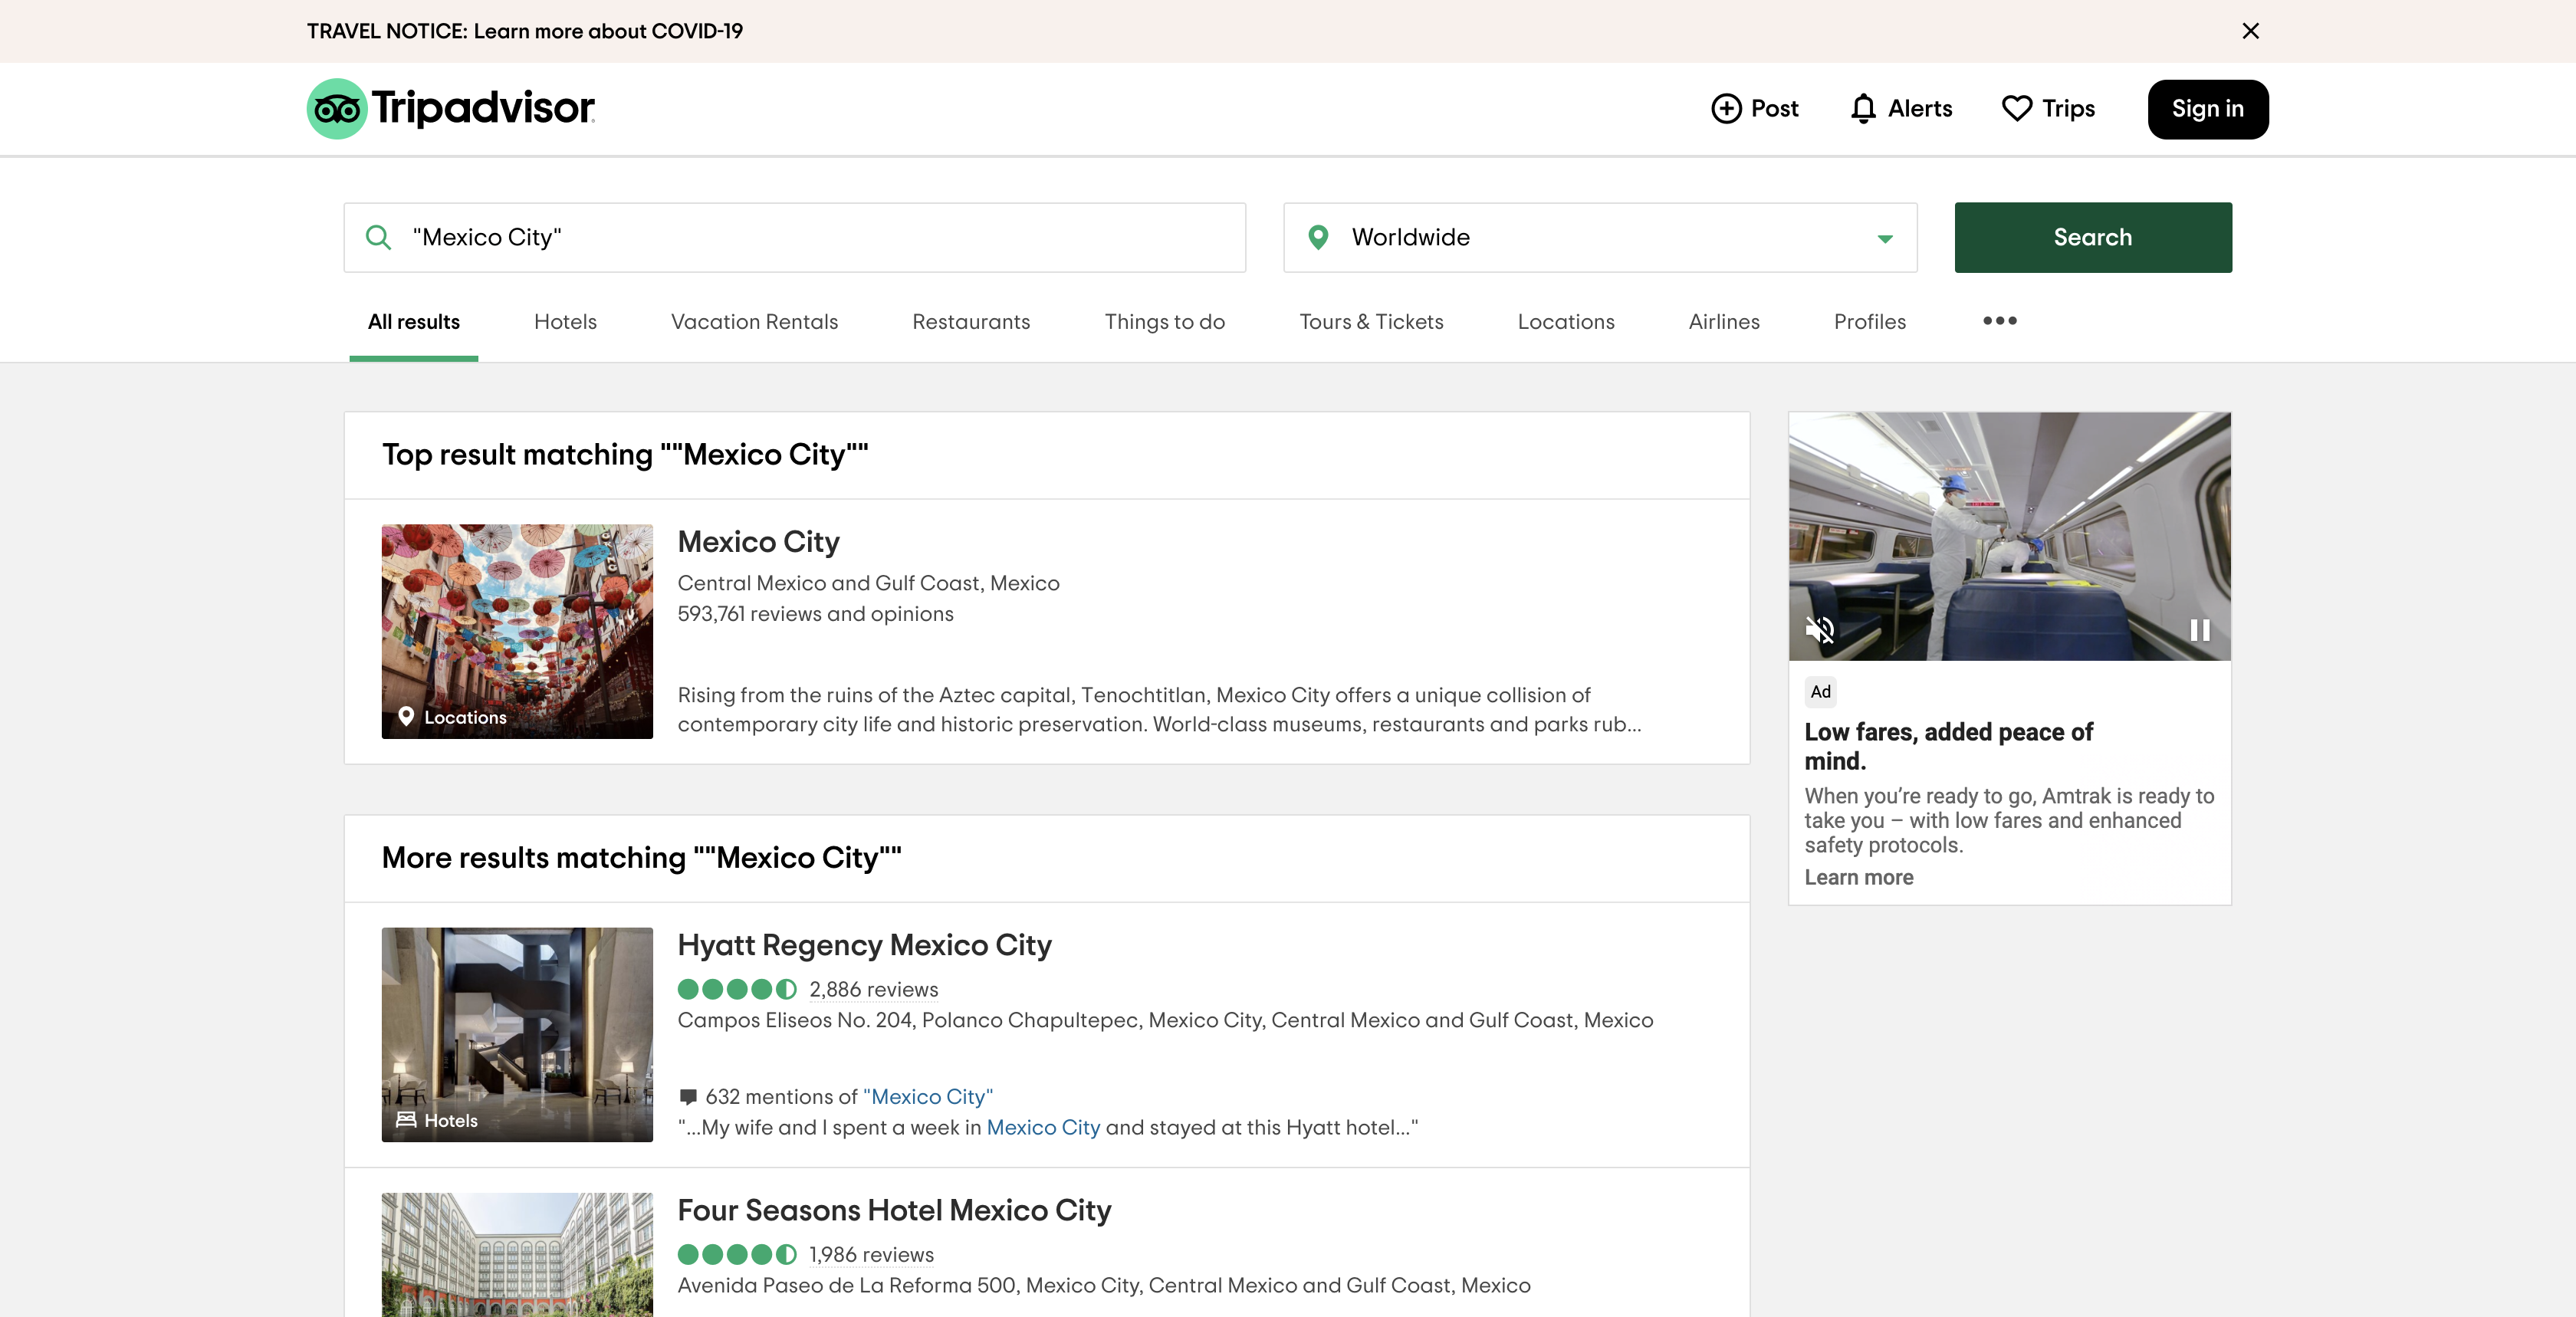 TRAVEL NOTICE: Learn more about COVID-19
Tripadvisor
Post Alerts Trips Sign in
"Mexico City" Worldwide Search
All results Hotels Vacation Rentals Restaurants Things to do Tours & Tickets Locations Airlines Profiles
Top result matching ""Mexico City""
Mexico City
Central Mexico and Gulf Coast, Mexico
593,761 reviews and opinions
Rising from the ruins of the Aztec capital, Tenochtitlan, Mexico City offers a unique collision of
contemporary city life and historic preservation. World-class museums, restaurants and parks rub...
Locations
More results matching ""Mexico City""
Hyatt Regency Mexico City
2,886 reviews
Campos Eliseos No. 204, Polanco Chapultepec, Mexico City, Central Mexico and Gulf Coast, Mexico
632 mentions of "Mexico City"
"...My wife and I spent a week in Mexico City and stayed at this Hyatt hotel..."
Hotels
Four Seasons Hotel Mexico City
1,986 reviews
Avenida Paseo de La Reforma 500, Mexico City, Central Mexico and Gulf Coast, Mexico
Ad
Low fares, added peace of
mind.
When you're ready to go, Amtrak is ready to
take you – with low fares and enhanced
safety protocols.
Learn more